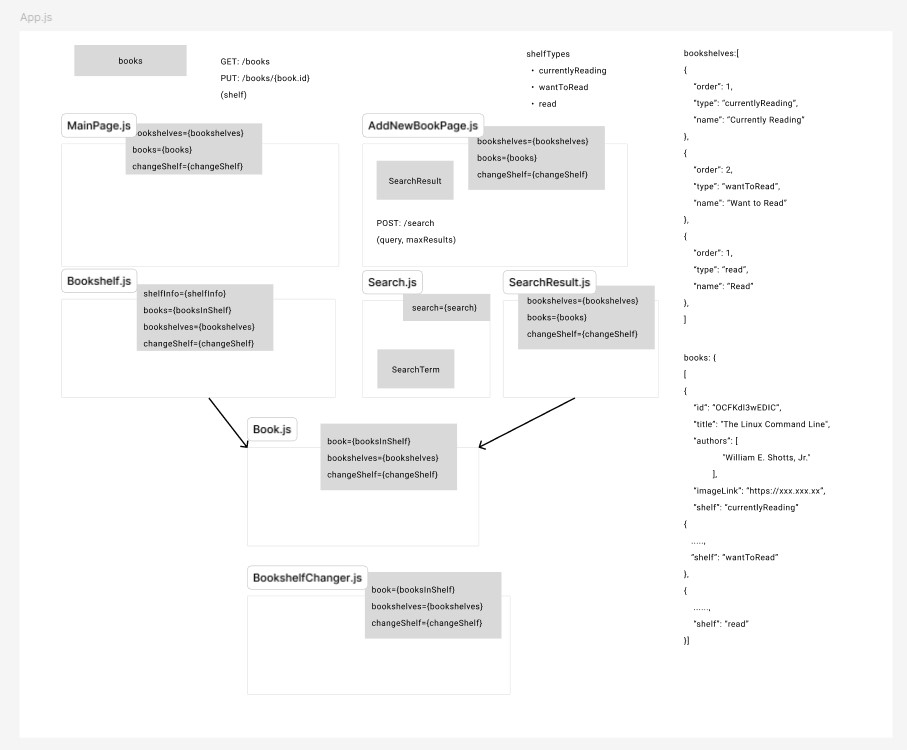 App.js
books
GET: /books
PUT: /books/{book.id}
(shelf)
shelfTypes
• currentlyReading
• wantToRead
• read
MainPage.js
bookshelves={bookshelves}
books={books}
changeShelf={changeShelf}
AddNewBookPage.js
bookshelves={bookshelves}
books={books}
changeShelf={changeShelf}
SearchResult
POST: /search
(query, maxResults)
Bookshelf.js
shelfInfo={shelfInfo}
books={booksInShelf}
bookshelves={bookshelves}
changeShelf={changeShelf}
Search.js
search={search}
SearchTerm
SearchResult.js
bookshelves={bookshelves}
books={books}
changeShelf={changeShelf}
Book.js
book={booksInShelf}
bookshelves={bookshelves}
changeShelf={changeShelf}
BookshelfChanger.js
book={booksInShelf}
bookshelves={bookshelves}
changeShelf={changeShelf}
bookshelves:[
{
"order": 1,
"type": "currentlyReading",
"name": "Currently Reading"
},
{
"order": 2,
"type": "wantToRead",
"name": "Want to Read"
},
{
"order": 1,
"type": "read",
"name": "Read"
},
]
books: {
[
{
"id": "OCFKdl3wEDIC",
"title": "The Linux Command Line",
"authors": [
"William E. Shotts, Jr."
],
"imageLink": "https://xxx.xxx.xx",
"shelf": "currentlyReading"
{
.....,
"shelf": "wantToRead"
},
{
......,
"shelf": "read"
}]